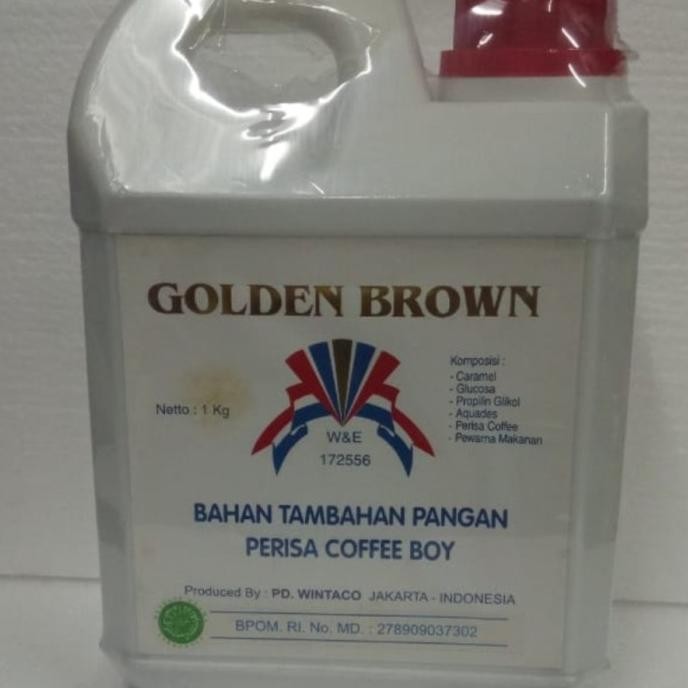 GOLDEN BROWN
Netto : 1 Kg
W&E
172556
Komposisi :
- Caramel
- Glucosa
- Propilin Glikol
- Aquades
- Perisa Coffee
- Pewarna Makanan
BAHAN TAMBAHAN PANGAN
PERISA COFFEE BOY
Produced By : PD. WINTACO JAKARTA - INDONESIA
BPOM. RI. No. MD. : 278909037302